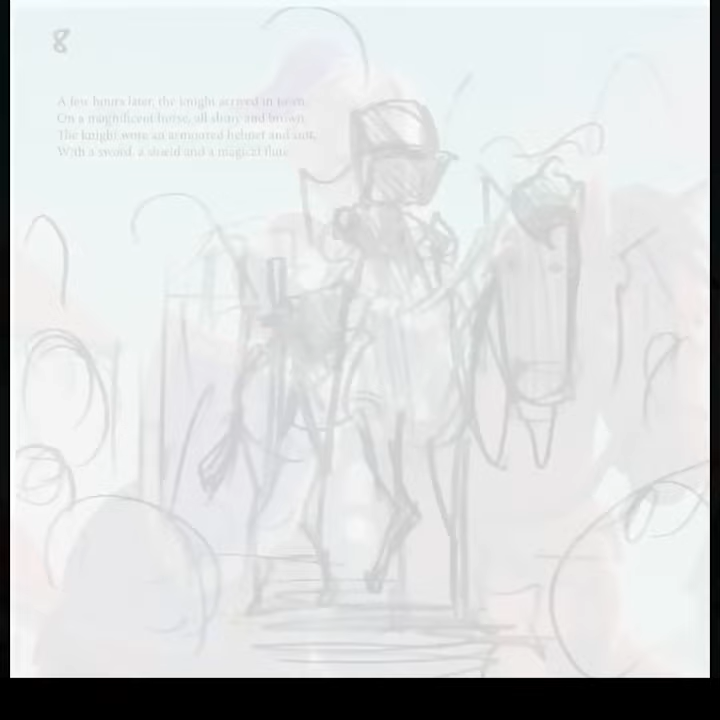 8
A few hours later, the knight arrived in town.
On a magnificent horse, all shiny and brown.
The knight wore an armoured helmet and suit,
With a sword, a shield and a magical flute.